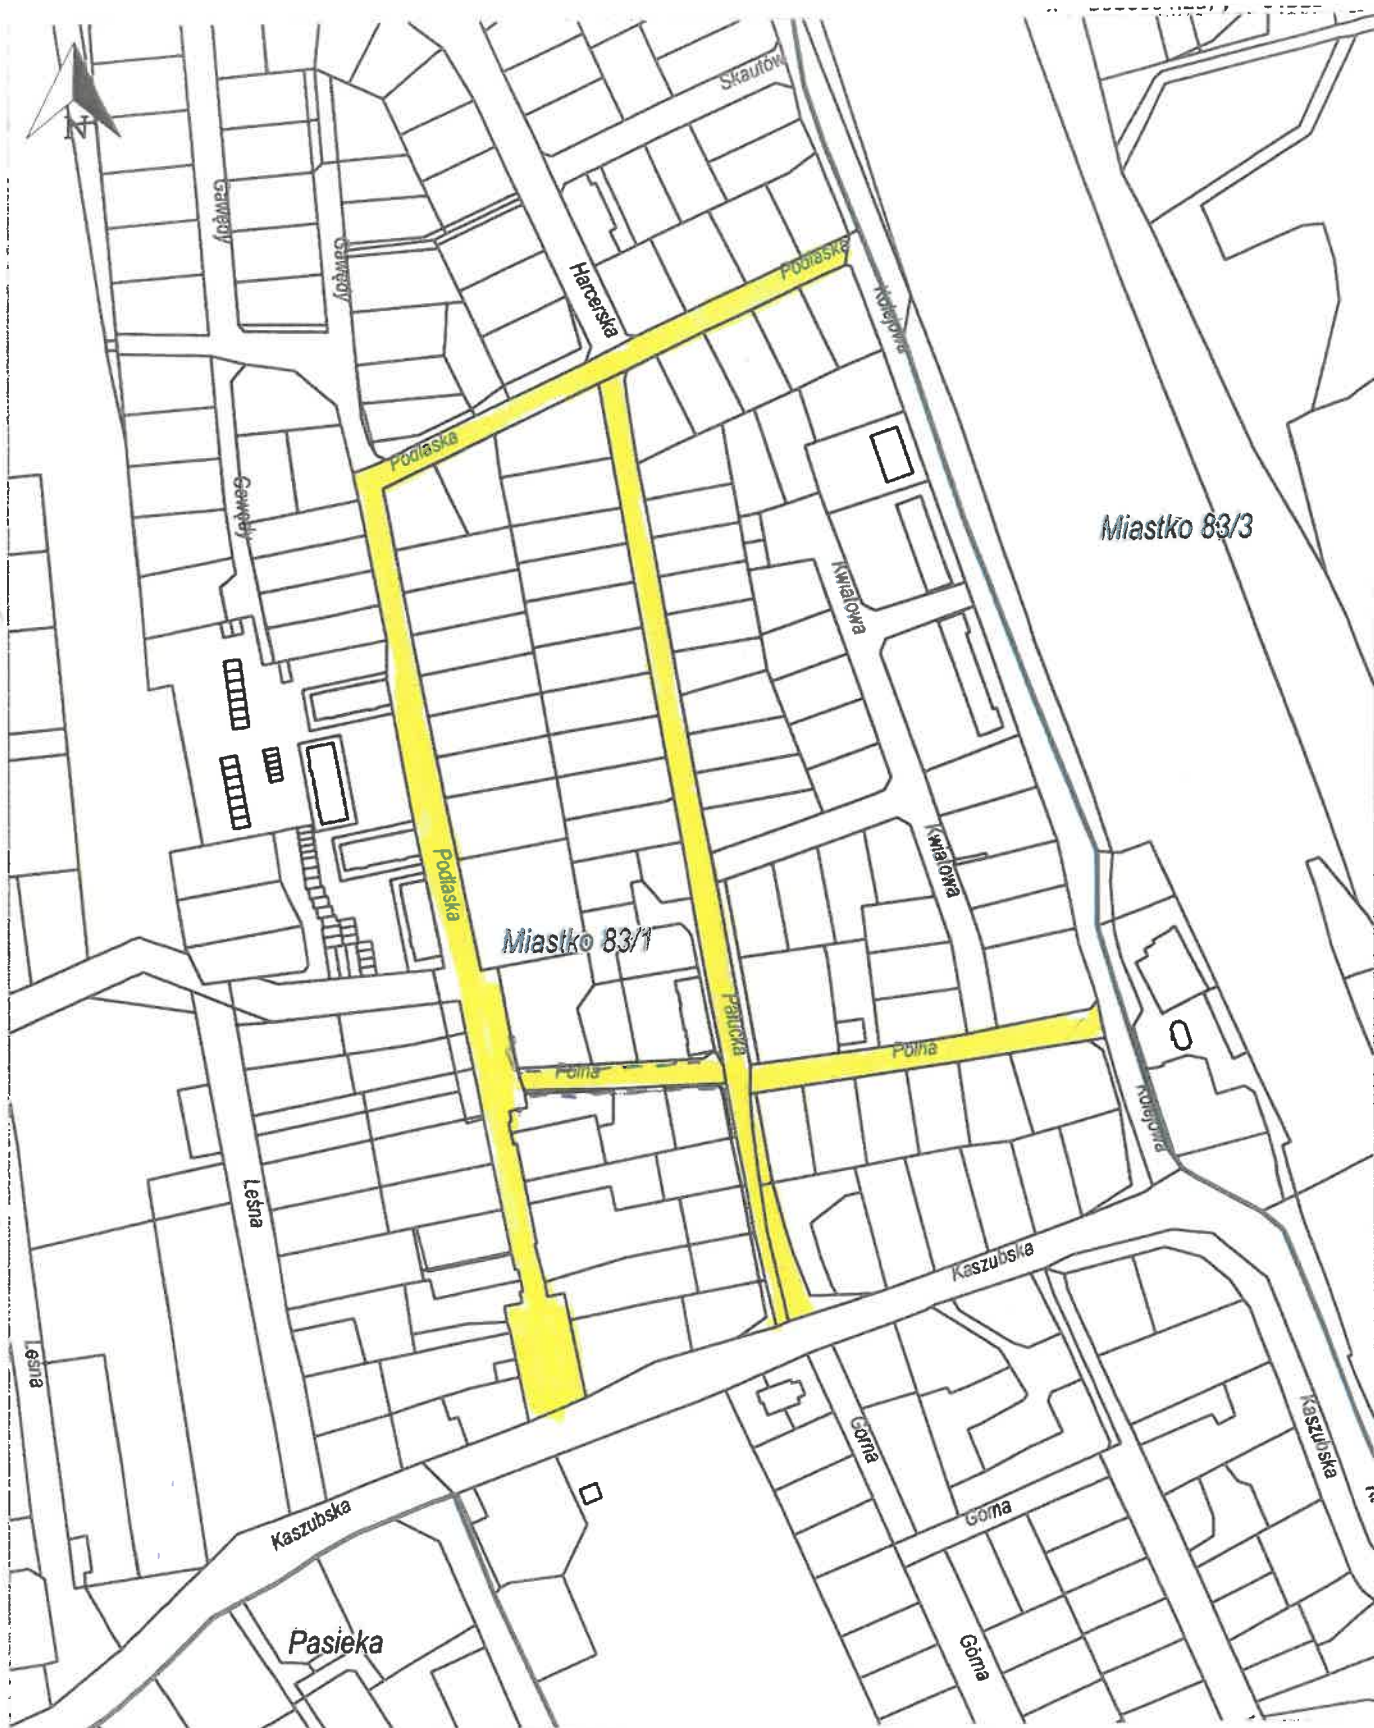 Skautów
N
Gawędy
Gawędy
Podlaska
Harcerska
Kolejowa
Podlaska
Gawędy
Miastko 83/3
Kwiatowa
Kwiatowa
Podlaska
Miastko 83/1
Pałucka
Polna
Polna
Kolejowa
Leśna
Kaszubska
Leśna
Kaszubska
Górna
Kaszubska
Górna
Pasieka
Górna